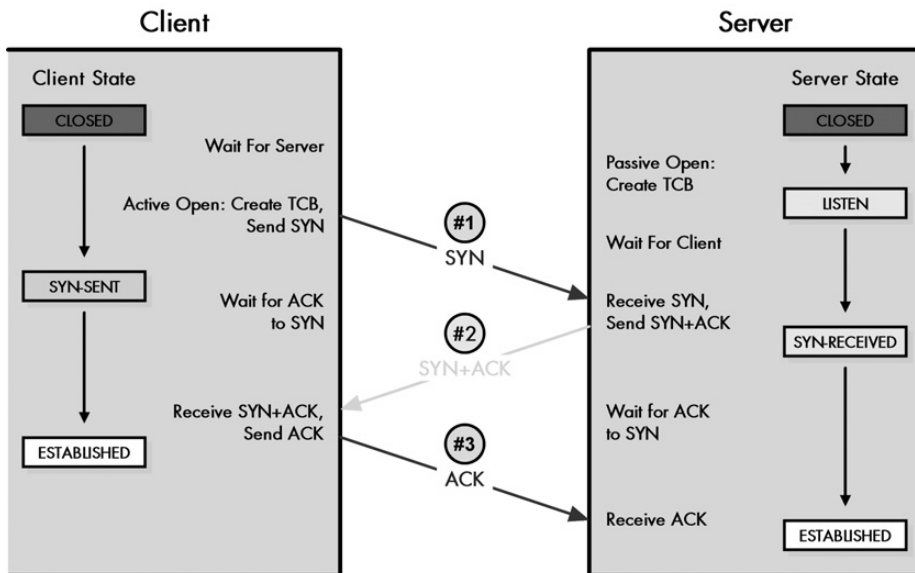 Client
Server
Client State
CLOSED
Wait For Server
Active Open: Create TCB,
Send SYN
SYN-SENT
Wait for ACK
to SYN
Receive SYN+ACK,
Send ACK
ESTABLISHED
#1
SYN
#2
SYN+ACK
#3
ACK
Server State
CLOSED
Passive Open:
Create TCB
LISTEN
Wait For Client
Receive SYN,
Send SYN+ACK
SYN-RECEIVED
Wait for ACK
to SYN
Receive ACK
ESTABLISHED